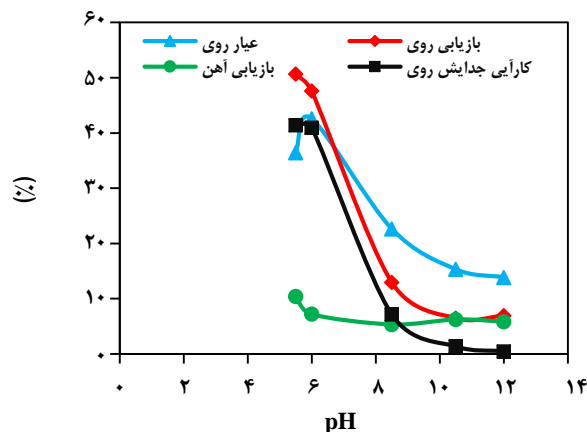 ۶۰
۵۰
۴۰
۳۰
۲۰
۱۰
۰
(%)
عیار روی
بازیابی روی
بازیابی آهن
کارآیی جدایش روی
۰ ۲ ۴ ۶ ۸ ۱۰ ۱۲ ۱۴
pH